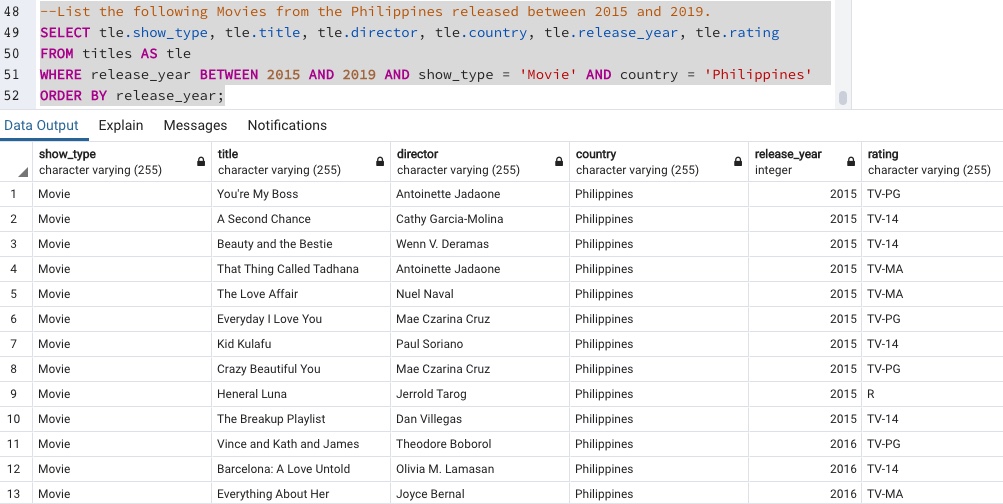 48 --List the following Movies from the Philippines released between 2015 and 2019.
49 SELECT tle.show_type, tle.title, tle.director, tle.country, tle.release_year, tle.rating
50 FROM titles AS tle
51 WHERE release_year BETWEEN 2015 AND 2019 AND show_type = 'Movie' AND country = 'Philippines'
52 ORDER BY release_year;
Data Output Explain Messages Notifications
show_type title director country release_year rating
character varying (255) character varying (255) character varying (255) character varying (255) integer character varying (255)
1 Movie You're My Boss Antoinette Jadaone Philippines 2015 TV-PG
2 Movie A Second Chance Cathy Garcia-Molina Philippines 2015 TV-14
3 Movie Beauty and the Bestie Wenn V. Deramas Philippines 2015 TV-14
4 Movie That Thing Called Tadhana Antoinette Jadaone Philippines 2015 TV-MA
5 Movie The Love Affair Nuel Naval Philippines 2015 TV-MA
6 Movie Everyday I Love You Mae Czarina Cruz Philippines 2015 TV-PG
7 Movie Kid Kulafu Paul Soriano Philippines 2015 TV-14
8 Movie Crazy Beautiful You Mae Czarina Cruz Philippines 2015 TV-PG
9 Movie Heneral Luna Jerrold Tarog Philippines 2015 R
10 Movie The Breakup Playlist Dan Villegas Philippines 2015 TV-14
11 Movie Vince and Kath and James Theodore Boborol Philippines 2016 TV-PG
12 Movie Barcelona: A Love Untold Olivia M. Lamasan Philippines 2016 TV-14
13 Movie Everything About Her Joyce Bernal Philippines 2016 TV-MA